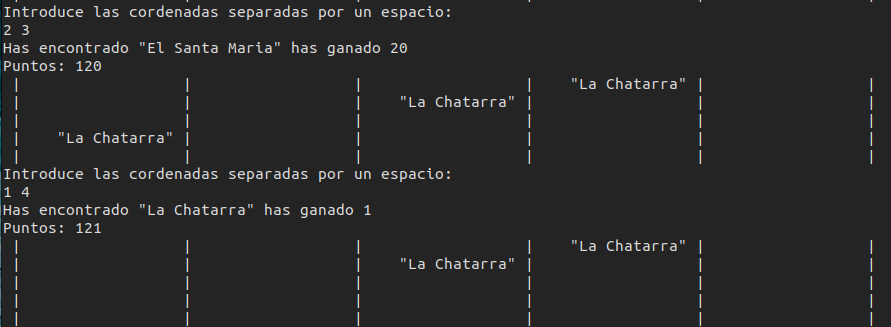 Introduce las cordenadas separadas por un espacio:
2 3
Has encontrado "El Santa Maria" has ganado 20
Puntos: 120
| | | | "La Chatarra" | |
| | | "La Chatarra" | | |
| | | | | |
| "La Chatarra" | | | | |
| | | | | |
Introduce las cordenadas separadas por un espacio:
1 4
Has encontrado "La Chatarra" has ganado 1
Puntos: 121
| | | | "La Chatarra" | |
| | | "La Chatarra" | | |
| | | | | |
| | | | | |
| | | | | |